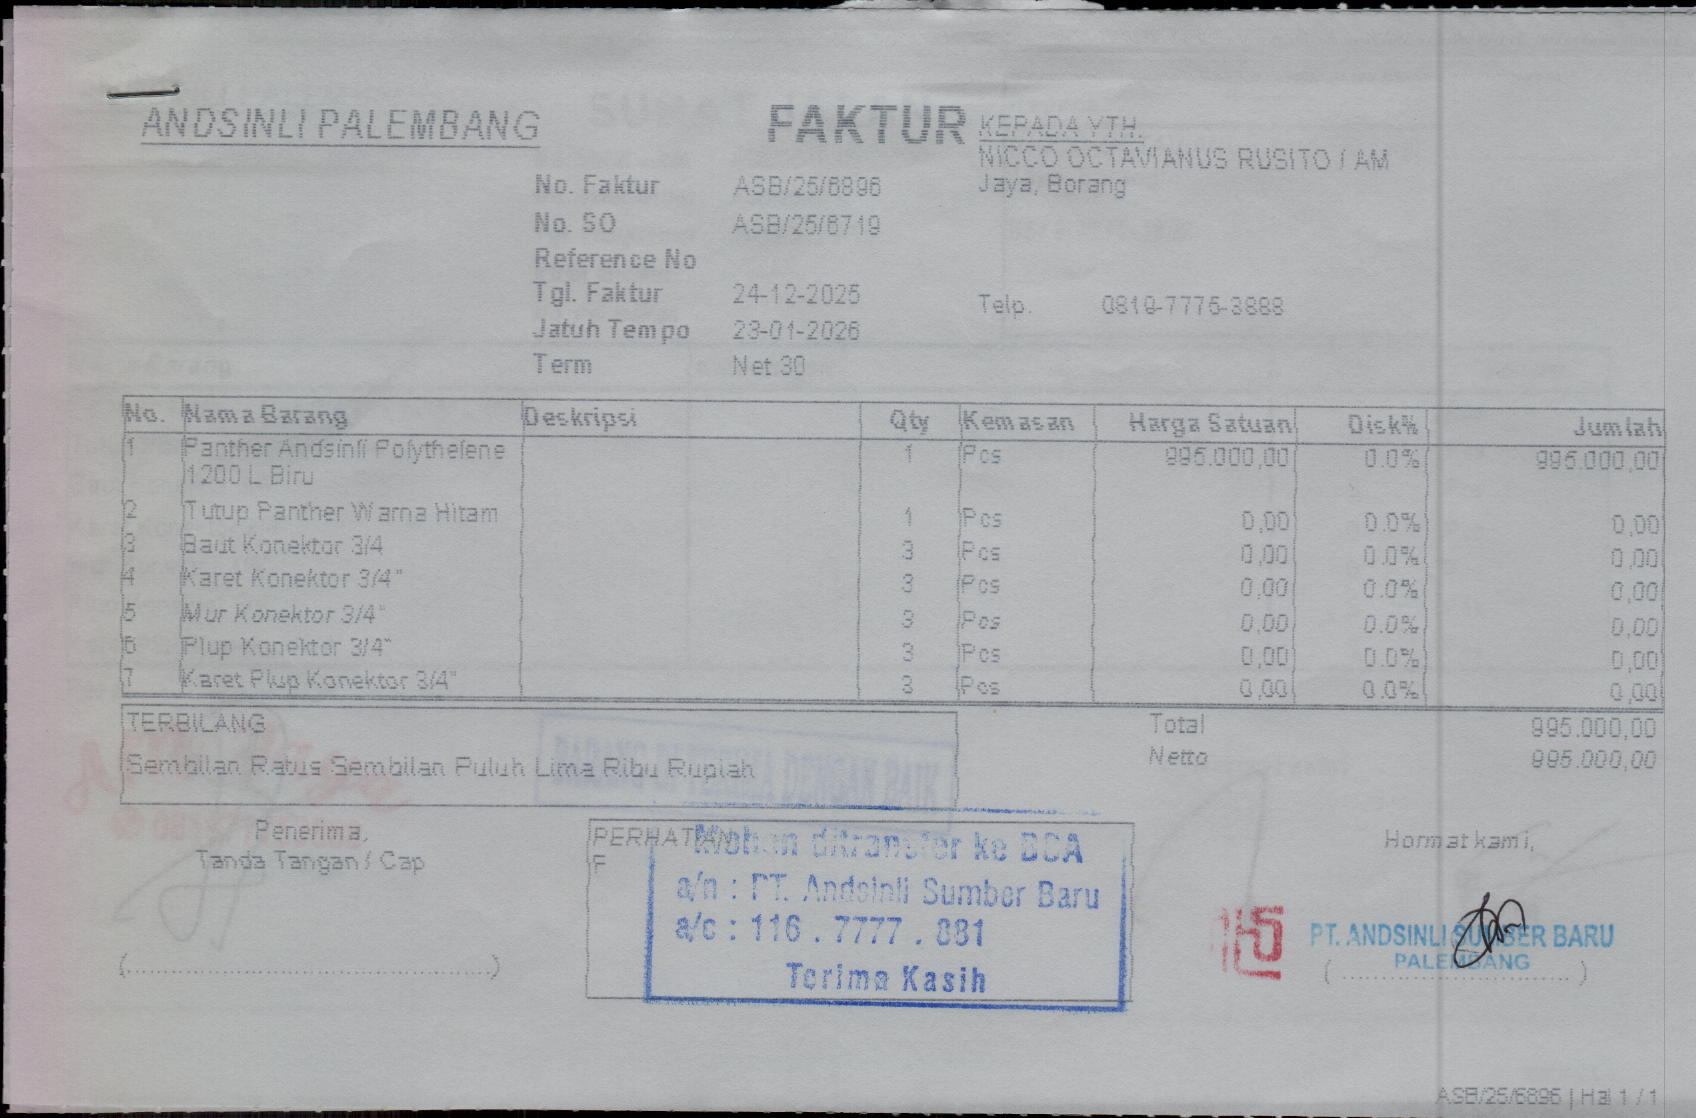 ANDSINLI PALEMBANG
FAKTUR
KEPADA YTH.
NICCO OCTAVIANUS RUSITO / AM
Jaya, Borang
No. Faktur ASB/25/6896
No. SO ASB/25/6719
Reference No
Tgl. Faktur 24-12-2025
Jatuh Tempo 23-01-2026
Term Net 30
Telp. 0819-7775-3888
No. Nama Barang Deskripsi Qty Kemasan Harga Satuan Disk% Jumlah
1 Panther Andsinli Polythelene 1 Pcs 995.000,00 0.0% 995.000,00
1200 L Biru
2 Tutup Panther Warna Hitam 1 Pcs 0,00 0.0% 0,00
3 Baut Konektor 3/4 3 Pcs 0,00 0.0% 0,00
4 Karet Konektor 3/4" 3 Pcs 0,00 0.0% 0,00
5 Mur Konektor 3/4" 3 Pcs 0,00 0.0% 0,00
6 Plup Konektor 3/4" 3 Pcs 0,00 0.0% 0,00
7 Karet Plup Konektor 3/4" 3 Pcs 0,00 0.0% 0,00
TERBILANG
Sembilan Ratus Sembilan Puluh Lima Ribu Rupiah
Total 995.000,00
Netto 995.000,00
BARANG DI TERIMA DENGAN BAIK
Penerima,
Tanda Tangan / Cap
(............................................)
PERHATIAN
F
Mohon ditransfer ke BCA
a/n : PT. Andsinli Sumber Baru
a/c : 116 . 7777 . 881
Terima Kasih
Hormat kami,
PT. ANDSINLI SUMBER BARU
PALEMBANG
( .............................. )
ASB/25/6896 | Hal 1 / 1